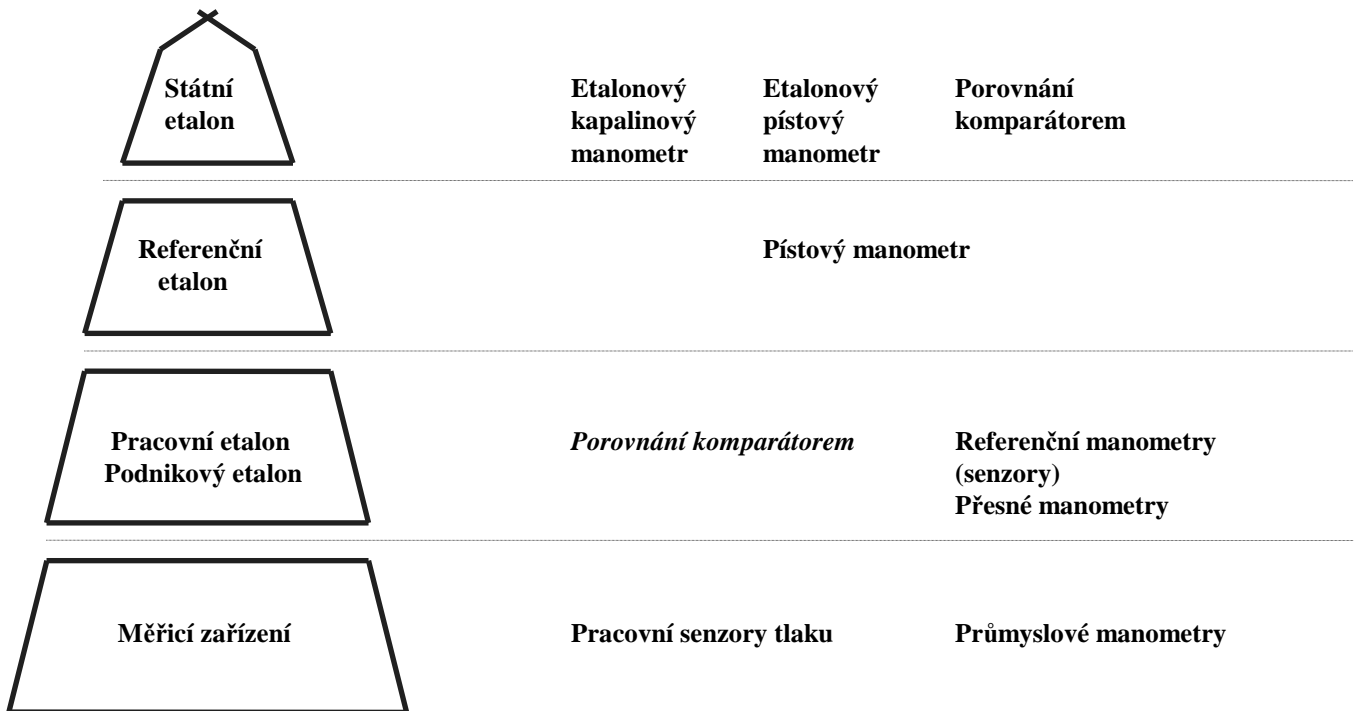 Státní
etalon
Etalonový
kapalinový
manometr
Etalonový
pístový
manometr
Porovnání
komparátorem
Referenční
etalon
Pístový manometr
Pracovní etalon
Podnikový etalon
Porovnání komparátorem
Referenční manometry
(senzory)
Přesné manometry
Měřicí zařízení
Pracovní senzory tlaku
Průmyslové manometry